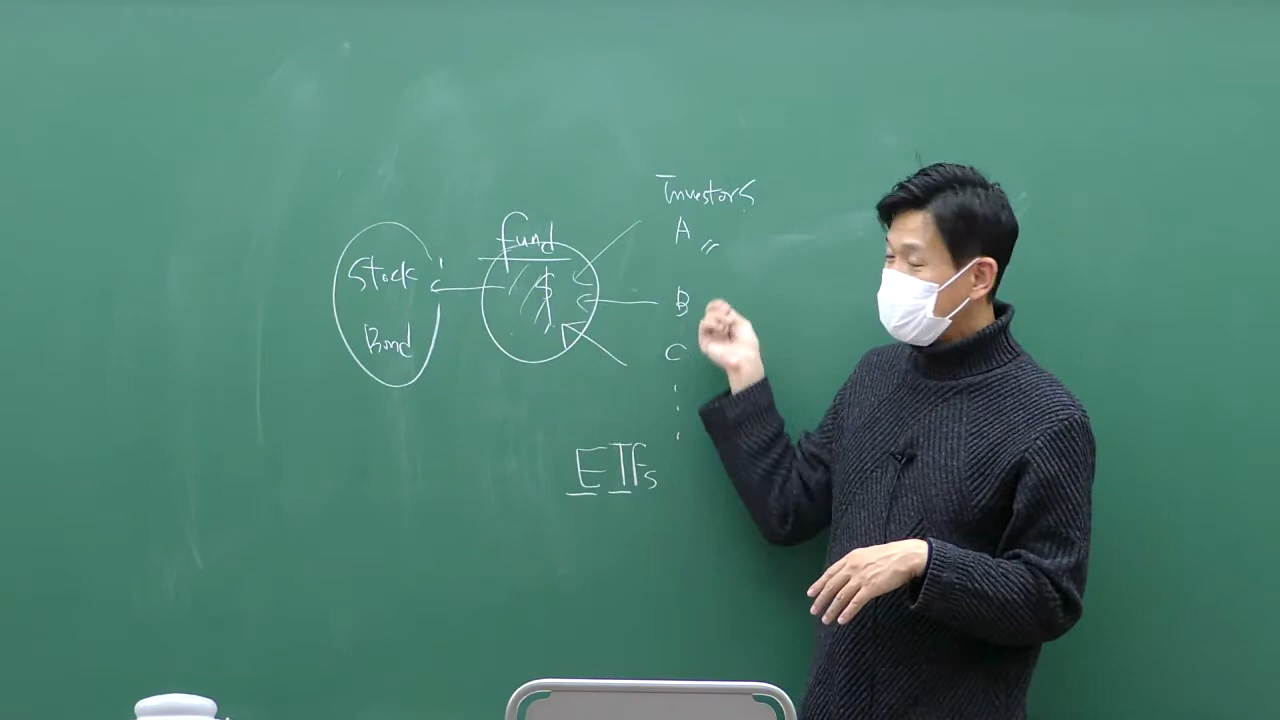 Investors
A
fund
Stock
$
B
Bond
C
ETFs